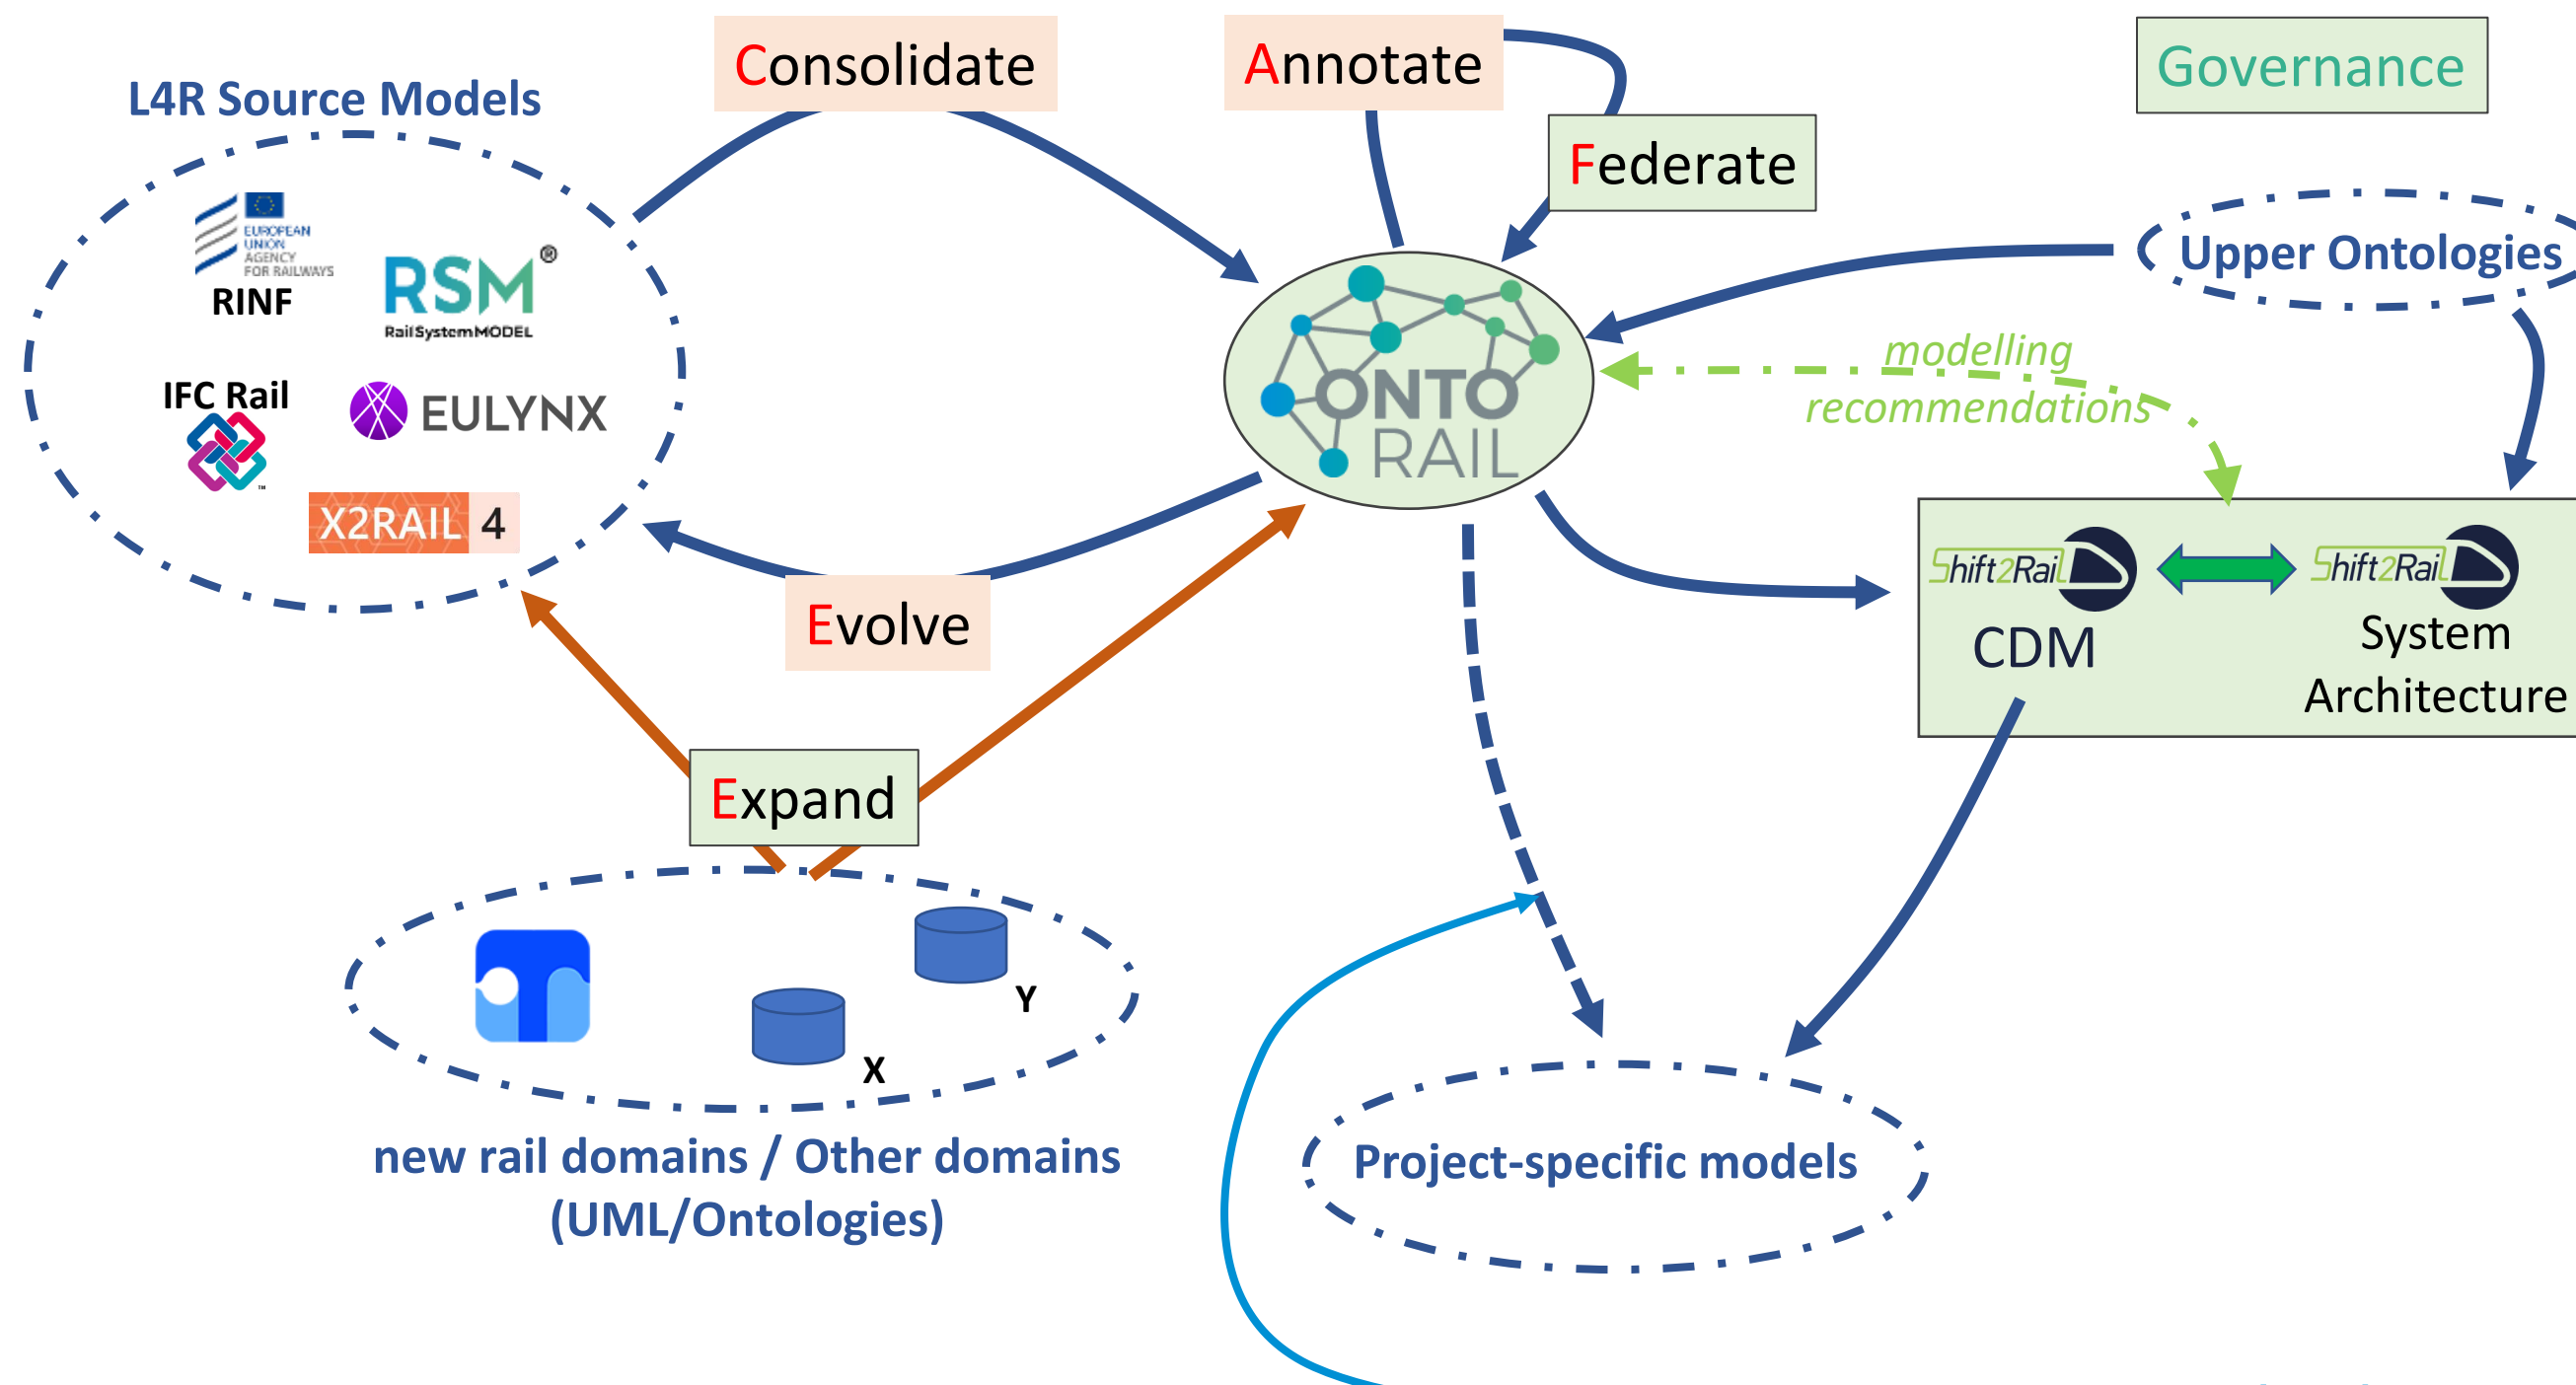 Consolidate
Annotate
Governance
L4R Source Models
Federate
EUROPEAN
UNION
AGENCY
FOR RAILWAYS
RINF
RSM®
RailSystemMODEL
Upper Ontologies
modelling
recommendations
IFC Rail
EULYNX
ONTO
RAIL
™
X2RAIL 4
Shift2Rail
Shift2Rail
CDM
System
Architecture
Evolve
Expand
Y
X
new rail domains / Other domains
(UML/Ontologies)
Project-specific models